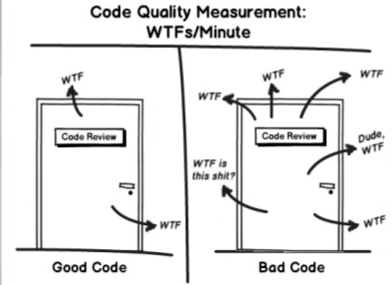 Code Quality Measurement:
WTFs/Minute
WTF
Code Review
WTF
Good Code
WTF
WTF
WTF
Code Review
Dude,
WTF
WTF is
this shit?
WTF
Bad Code